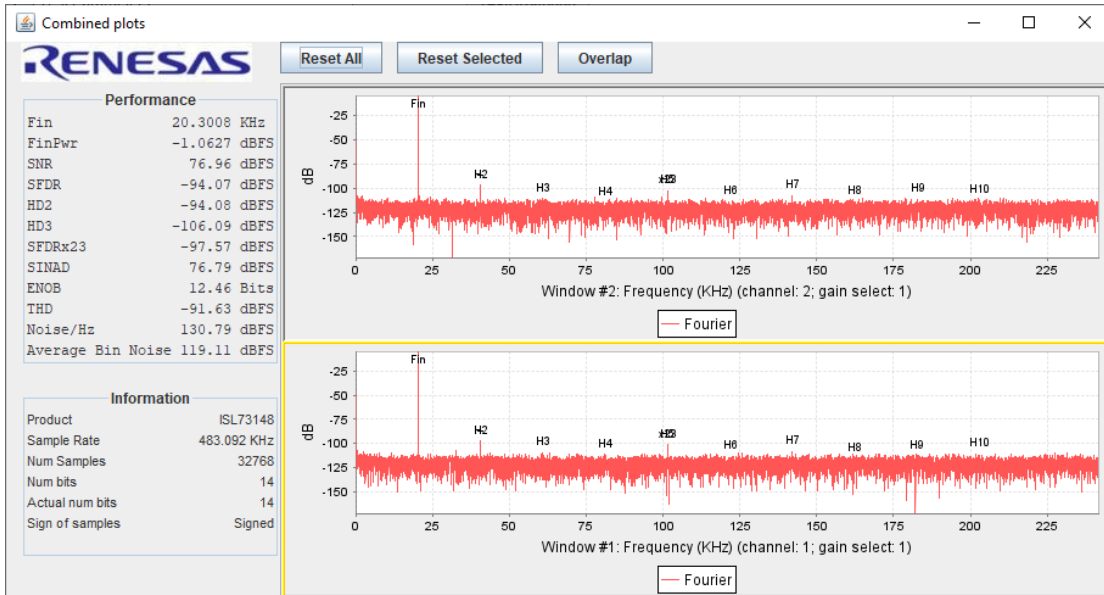 Combined plots
RENESAS
Reset All Reset Selected Overlap
Performance
Fin 20.3008 KHz
FinPwr -1.0627 dBFS
SNR 76.96 dBFS
SFDR -94.07 dBFS
HD2 -94.08 dBFS
HD3 -106.09 dBFS
SFDRx23 -97.57 dBFS
SINAD 76.79 dBFS
ENOB 12.46 Bits
THD -91.63 dBFS
Noise/Hz 130.79 dBFS
Average Bin Noise 119.11 dBFS
Information
Product ISL73148
Sample Rate 483.092 KHz
Num Samples 32768
Num bits 14
Actual num bits 14
Sign of samples Signed
dB
-25
-50
-75
-100
-125
-150
Fin
H2 H3 H4 H6 H7 H8 H9 H10
0 25 50 75 100 125 150 175 200 225
Window #2: Frequency (KHz) (channel: 2; gain select: 1)
Fourier
dB
-25
-50
-75
-100
-125
-150
Fin
H2 H3 H4 H6 H7 H8 H9 H10
0 25 50 75 100 125 150 175 200 225
Window #1: Frequency (KHz) (channel: 1; gain select: 1)
Fourier